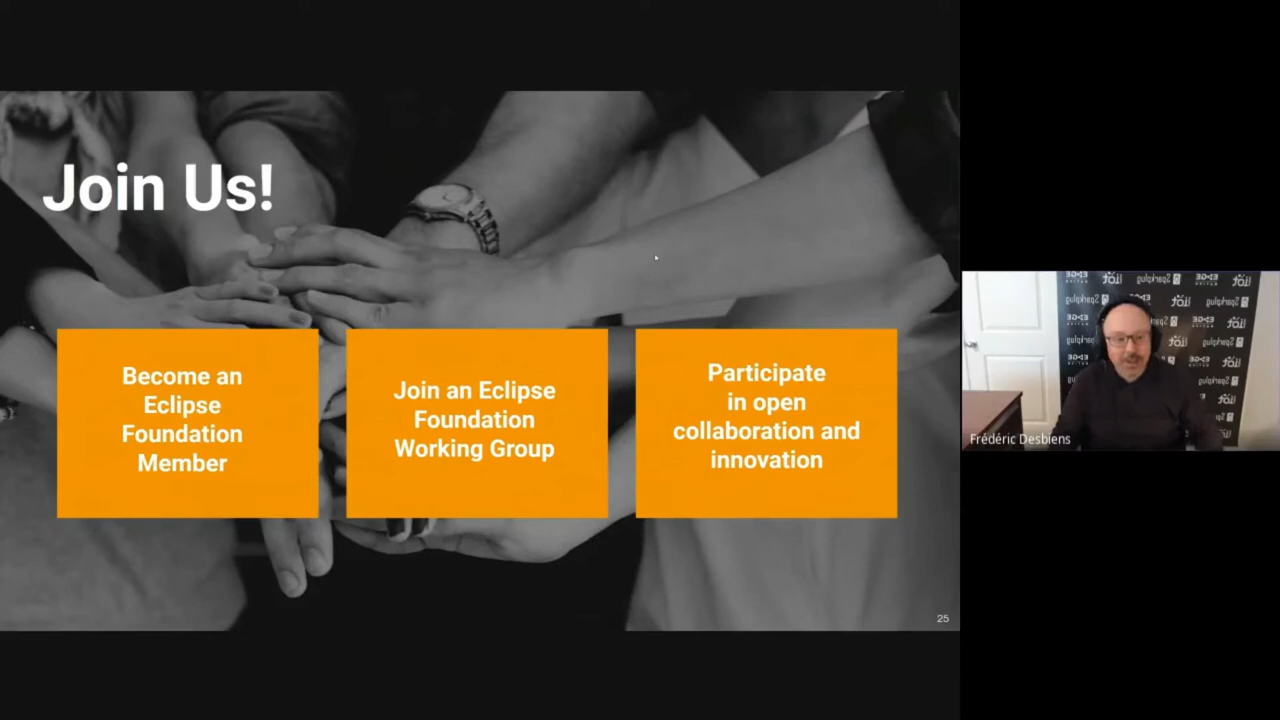 Join Us!
Become an
Eclipse
Foundation
Member
Join an Eclipse
Foundation
Working Group
Participate
in open
collaboration and
innovation
25
Frédéric Desbiens